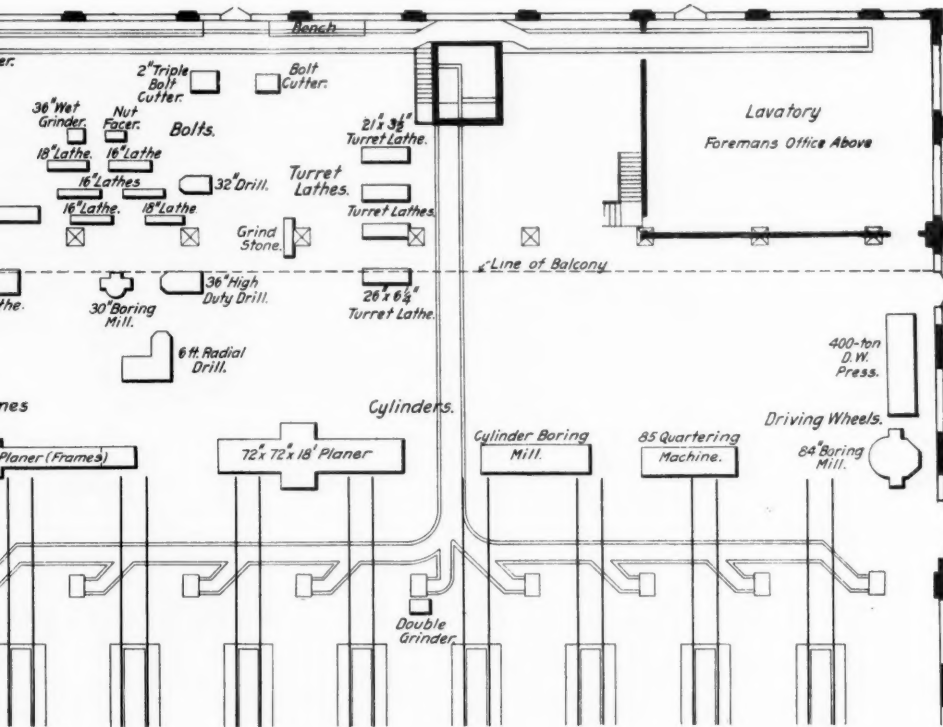 Bench
er.
2" Triple
Bolt
Cutter.
Bolt
Cutter.
36" Wet
Grinder.
Nut
Facer.
Bolts.
21" x 3½"
Turret Lathe.
Lavatory
Foremans Office Above
18" Lathe.
16" Lathe
Turret
Lathes.
16" Lathes
32" Drill.
16" Lathe.
18" Lathe
Turret Lathes.
Grind
Stone.
Line of Balcony
the.
30" Boring
Mill.
36" High
Duty Drill.
26" x 6¼"
Turret Lathe.
6 ft. Radial
Drill.
400-ton
D.W.
Press.
mes
Cylinders.
Driving Wheels.
Planer (Frames)
72" x 72" x 18' Planer
Cylinder Boring
Mill.
85 Quartering
Machine.
84" Boring
Mill.
Double
Grinder